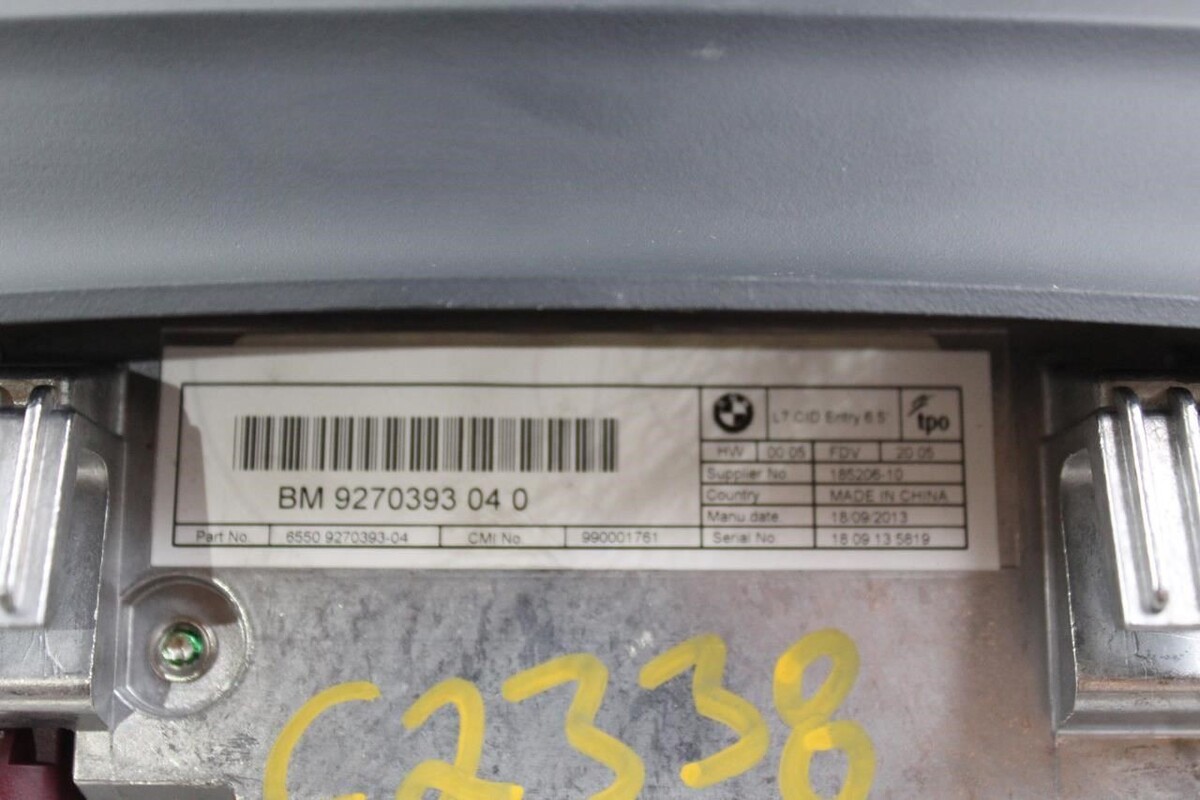 L7 CID Entry 6.5"
tpo
HW 00 05 FDV 20 05
Supplier No 185206-10
Country MADE IN CHINA
Manu.date. 18/09/2013
Serial No. 18 09 13 5819
BM 9270393 04 0
Part No. 6550 9270393-04 CMI No. 990001761
C2338